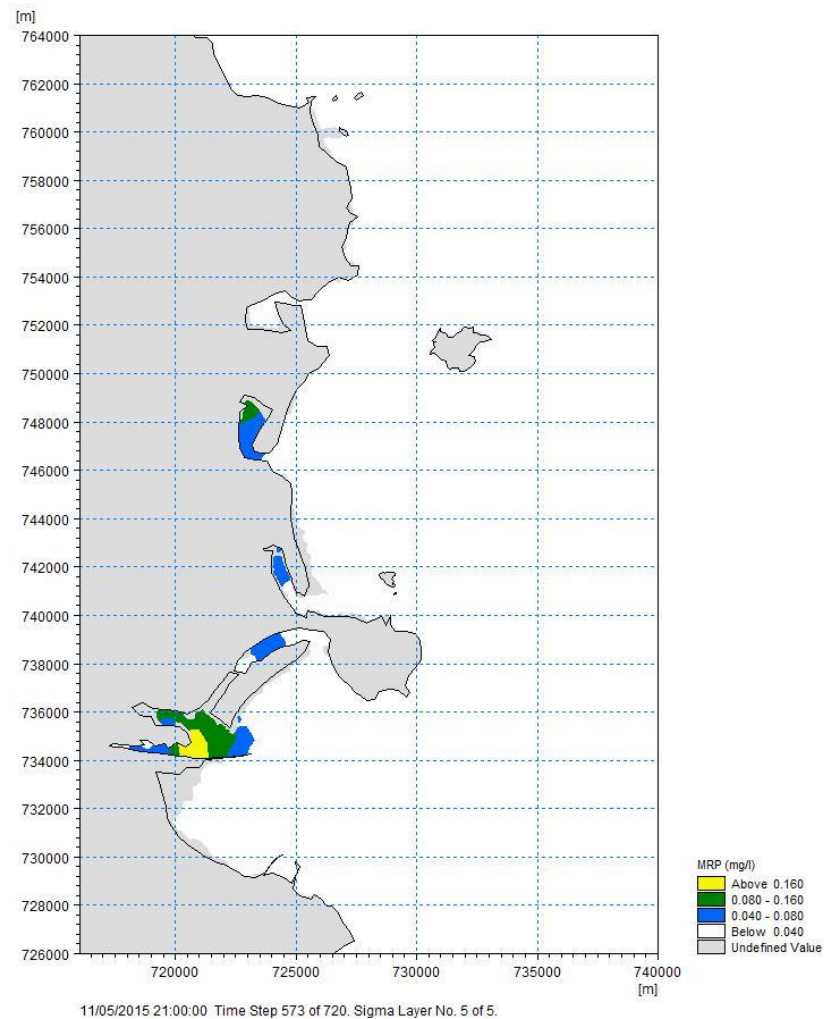 [m]
764000
762000
760000
758000
756000
754000
752000
750000
748000
746000
744000
742000
740000
738000
736000
734000
732000
730000
728000
726000
720000 725000 730000 735000 740000
[m]
MRP (mg/l)
Above 0.160
0.080 - 0.160
0.040 - 0.080
Below 0.040
Undefined Value
11/05/2015 21:00:00 Time Step 573 of 720. Sigma Layer No. 5 of 5.